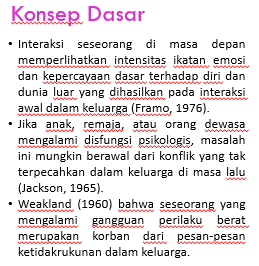 Konsep Dasar
• Interaksi seseorang di masa depan
memperlihatkan intensitas ikatan emosi
dan kepercayaan dasar terhadap diri dan
dunia luar yang dihasilkan pada interaksi
awal dalam keluarga (Framo, 1976).
• Jika anak, remaja, atau orang dewasa
mengalami disfungsi psikologis, masalah
ini mungkin berawal dari konflik yang tak
terpecahkan dalam keluarga di masa lalu
(Jackson, 1965).
• Weakland (1960) bahwa seseorang yang
mengalami gangguan perilaku berat
merupakan korban dari pesan-pesan
ketidakrukunan dalam keluarga.